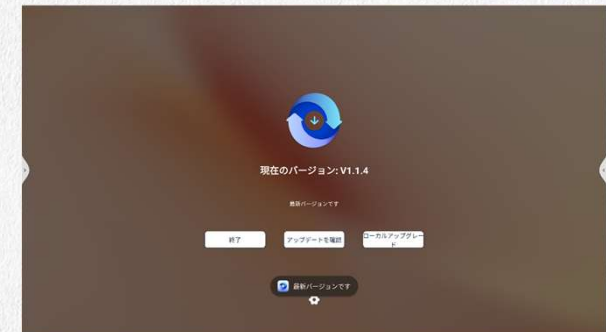 現在のバージョン: V1.1.4
最新バージョンです
終了
アップデートを確認
ローカルアップグレー
ド
最新バージョンです